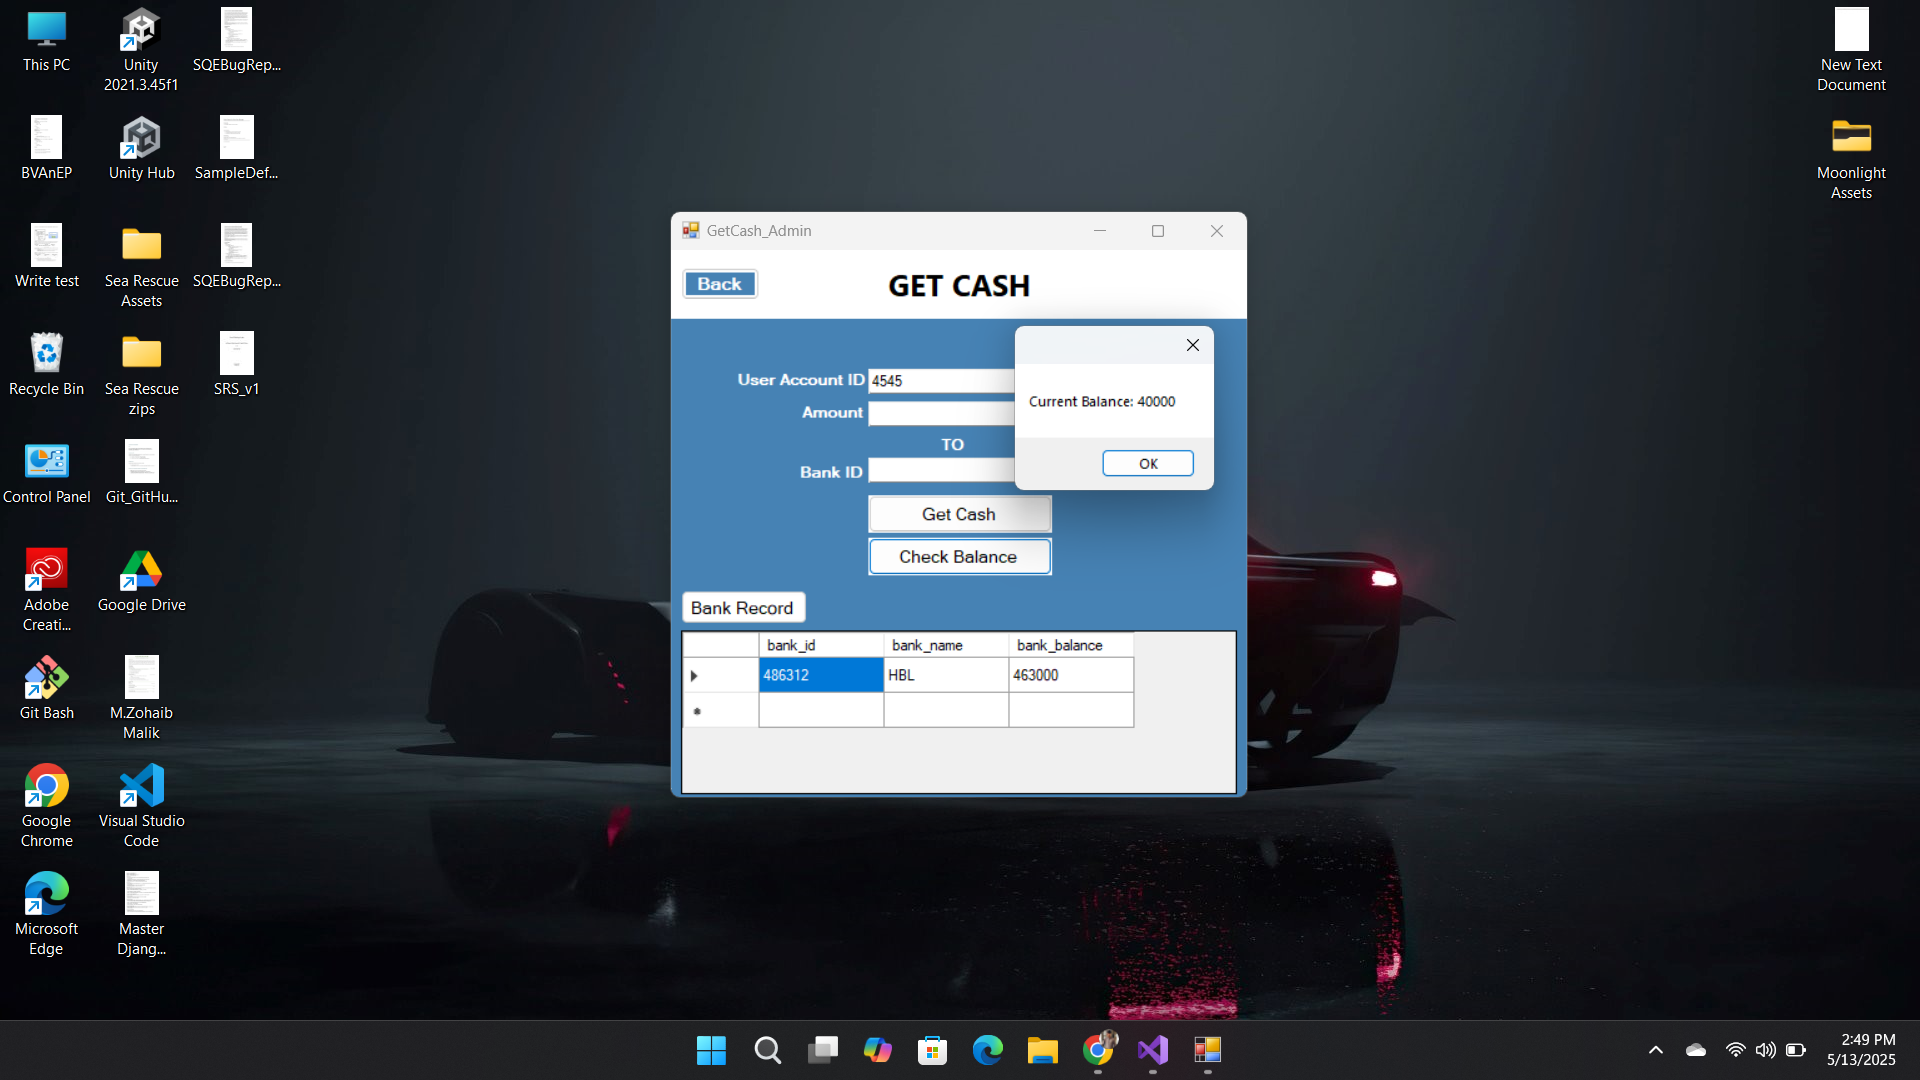 This PC
Unity
2021.3.45f1
SQEBugRep...
BVAnEP
Unity Hub
SampleDef...
Write test
Sea Rescue
Assets
SQEBugRep...
Recycle Bin
Sea Rescue
zips
SRS_v1
Control Panel
Git_GitHu...
Adobe
Creati...
Google Drive
Git Bash
M.Zohaib
Malik
Google
Chrome
Visual Studio
Code
Microsoft
Edge
Master
Djang...
New Text
Document
Moonlight
Assets
GetCash_Admin
Back
GET CASH
User Account ID
4545
Amount
TO
Bank ID
Get Cash
Check Balance
Current Balance: 40000
OK
Bank Record
bank_id bank_name bank_balance
486312 HBL 463000
2:49 PM
5/13/2025